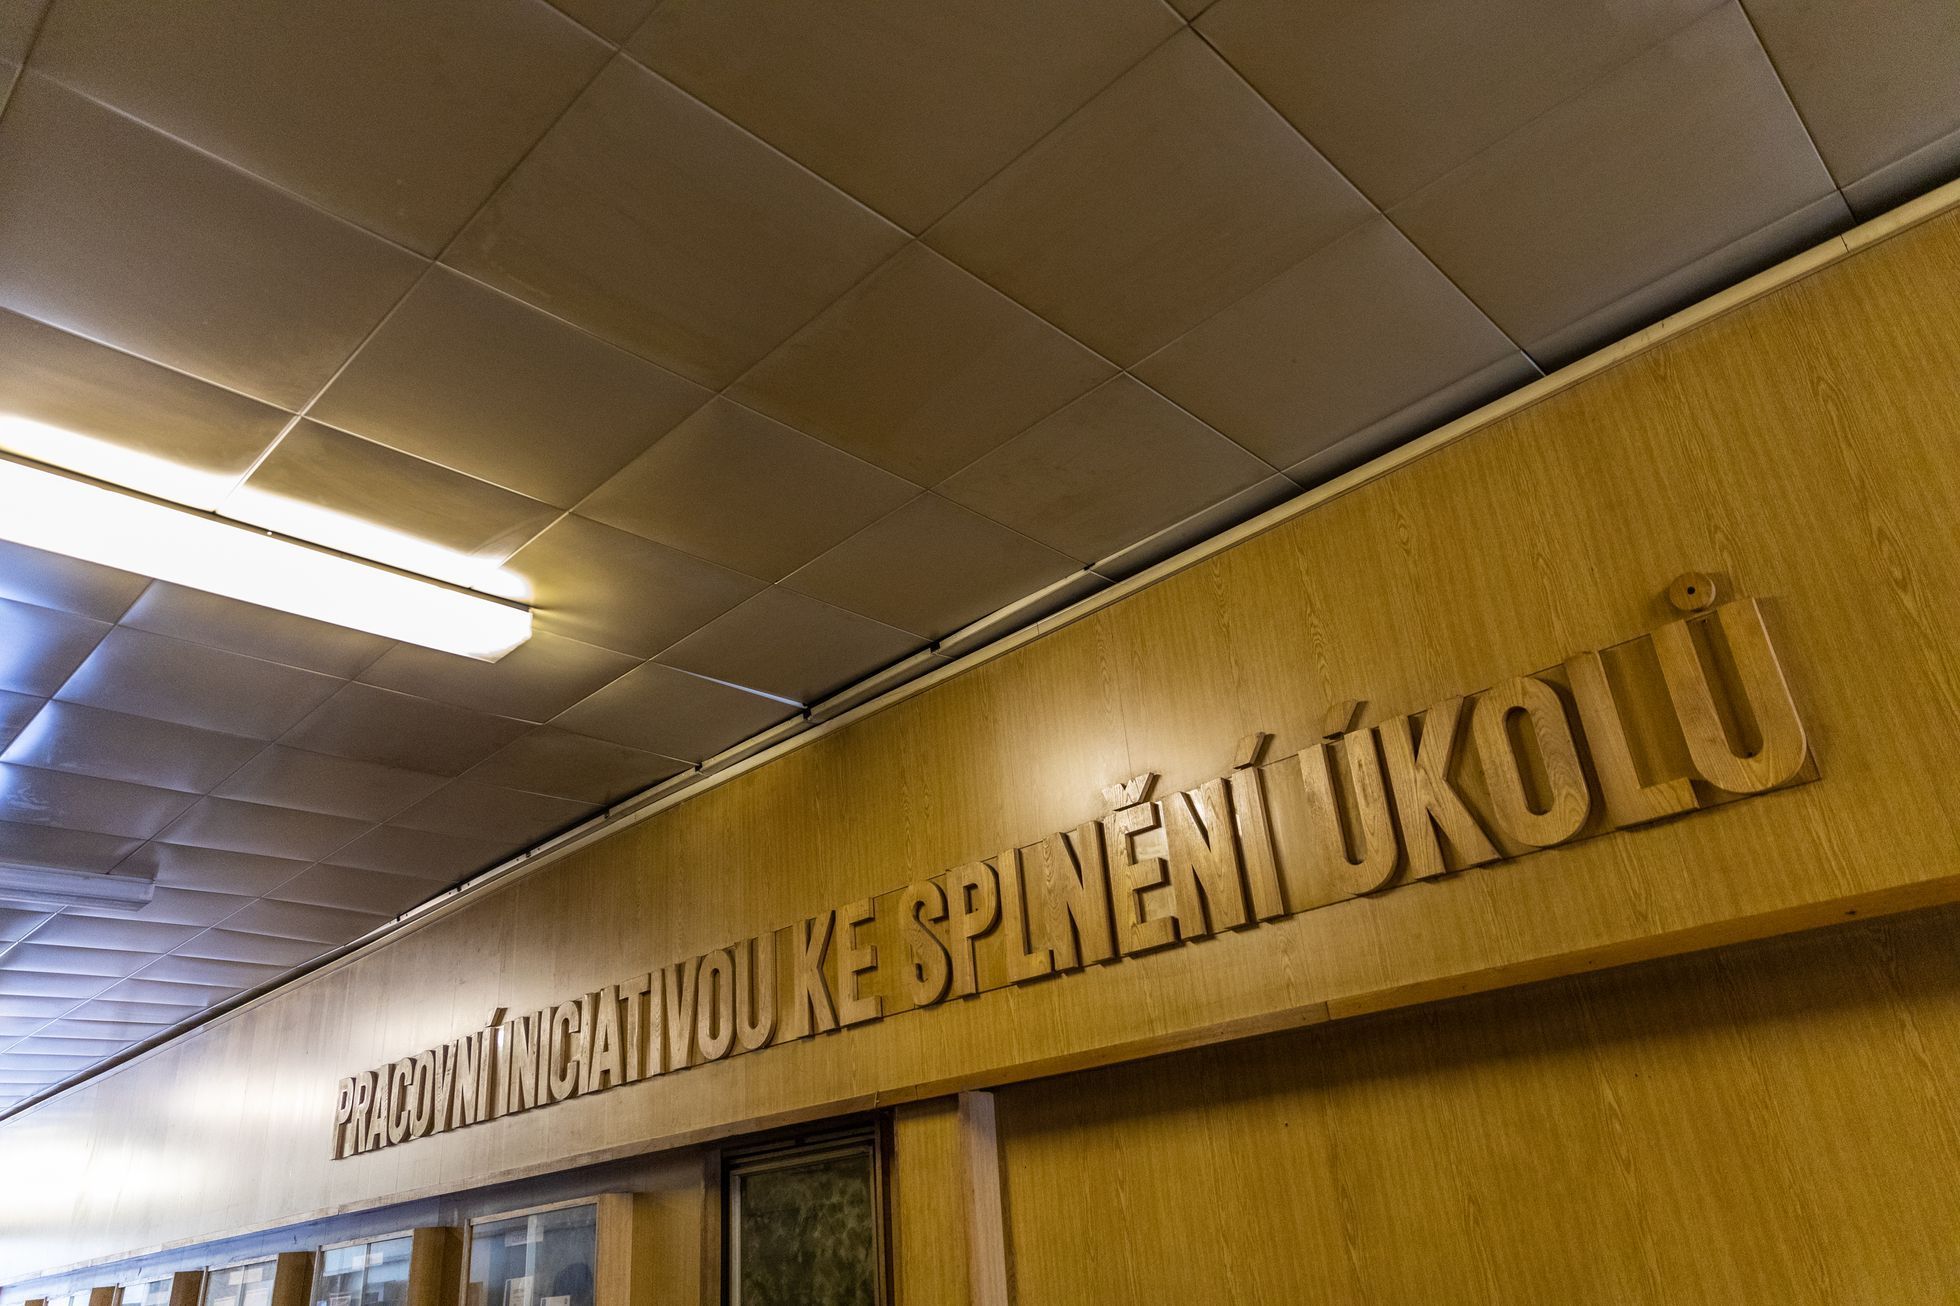 PRACOVNÍ INICIATIVOU KE SPLNĚNÍ ÚKOLŮ